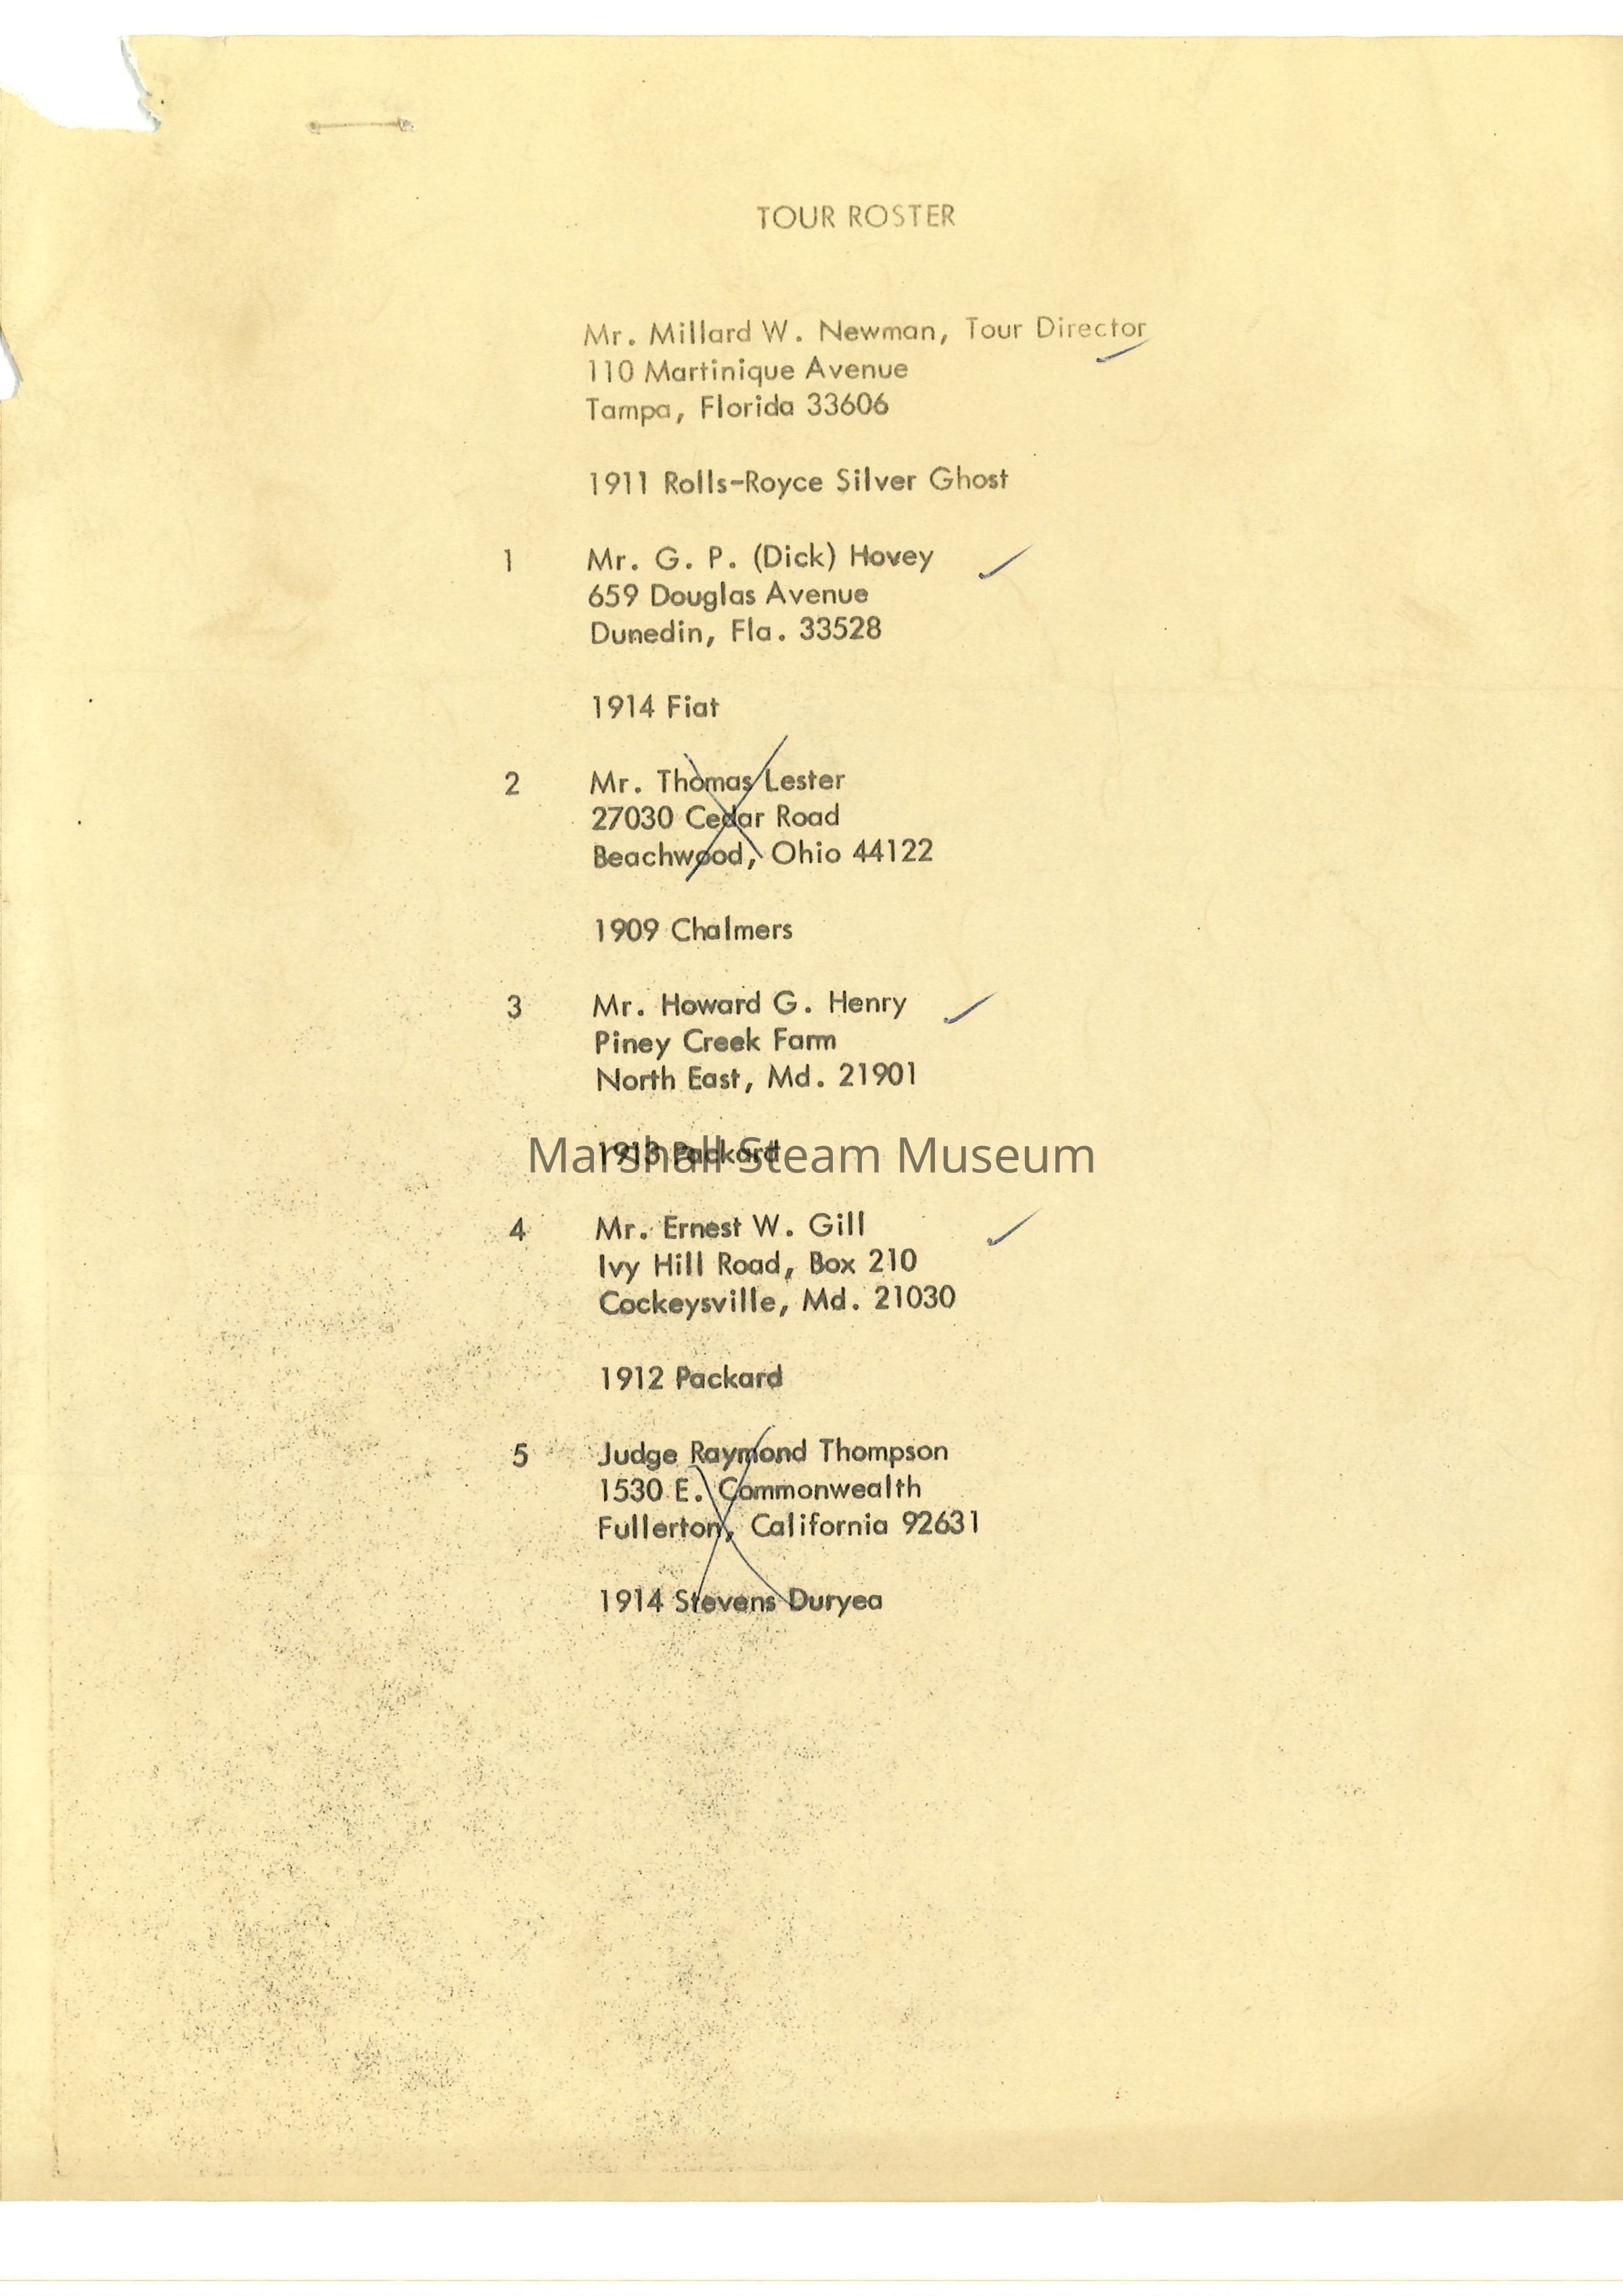 TOUR ROSTER
Mr. Millard W. Newman, Tour Director
110 Martinique Avenue
Tampa, Florida 33606
1911 Rolls-Royce Silver Ghost
1 Mr. G. P. (Dick) Hovey
659 Douglas Avenue
Dunedin, Fla. 33528
1914 Fiat
2 Mr. Thomas Lester
27030 Cedar Road
Beachwood, Ohio 44122
1909 Chalmers
3 Mr. Howard G. Henry
Piney Creek Farm
North East, Md. 21901
1913 Packard
Marshall Steam Museum
4 Mr. Ernest W. Gill
Ivy Hill Road, Box 210
Cockeysville, Md. 21030
1912 Packard
5 Judge Raymond Thompson
1530 E. Commonwealth
Fullerton, California 92631
1914 Stevens Duryea